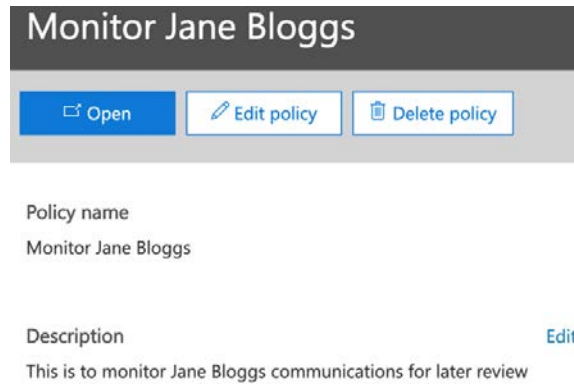 Monitor Jane Bloggs
Open Edit policy Delete policy
Policy name
Monitor Jane Bloggs
Description Edit
This is to monitor Jane Bloggs communications for later review